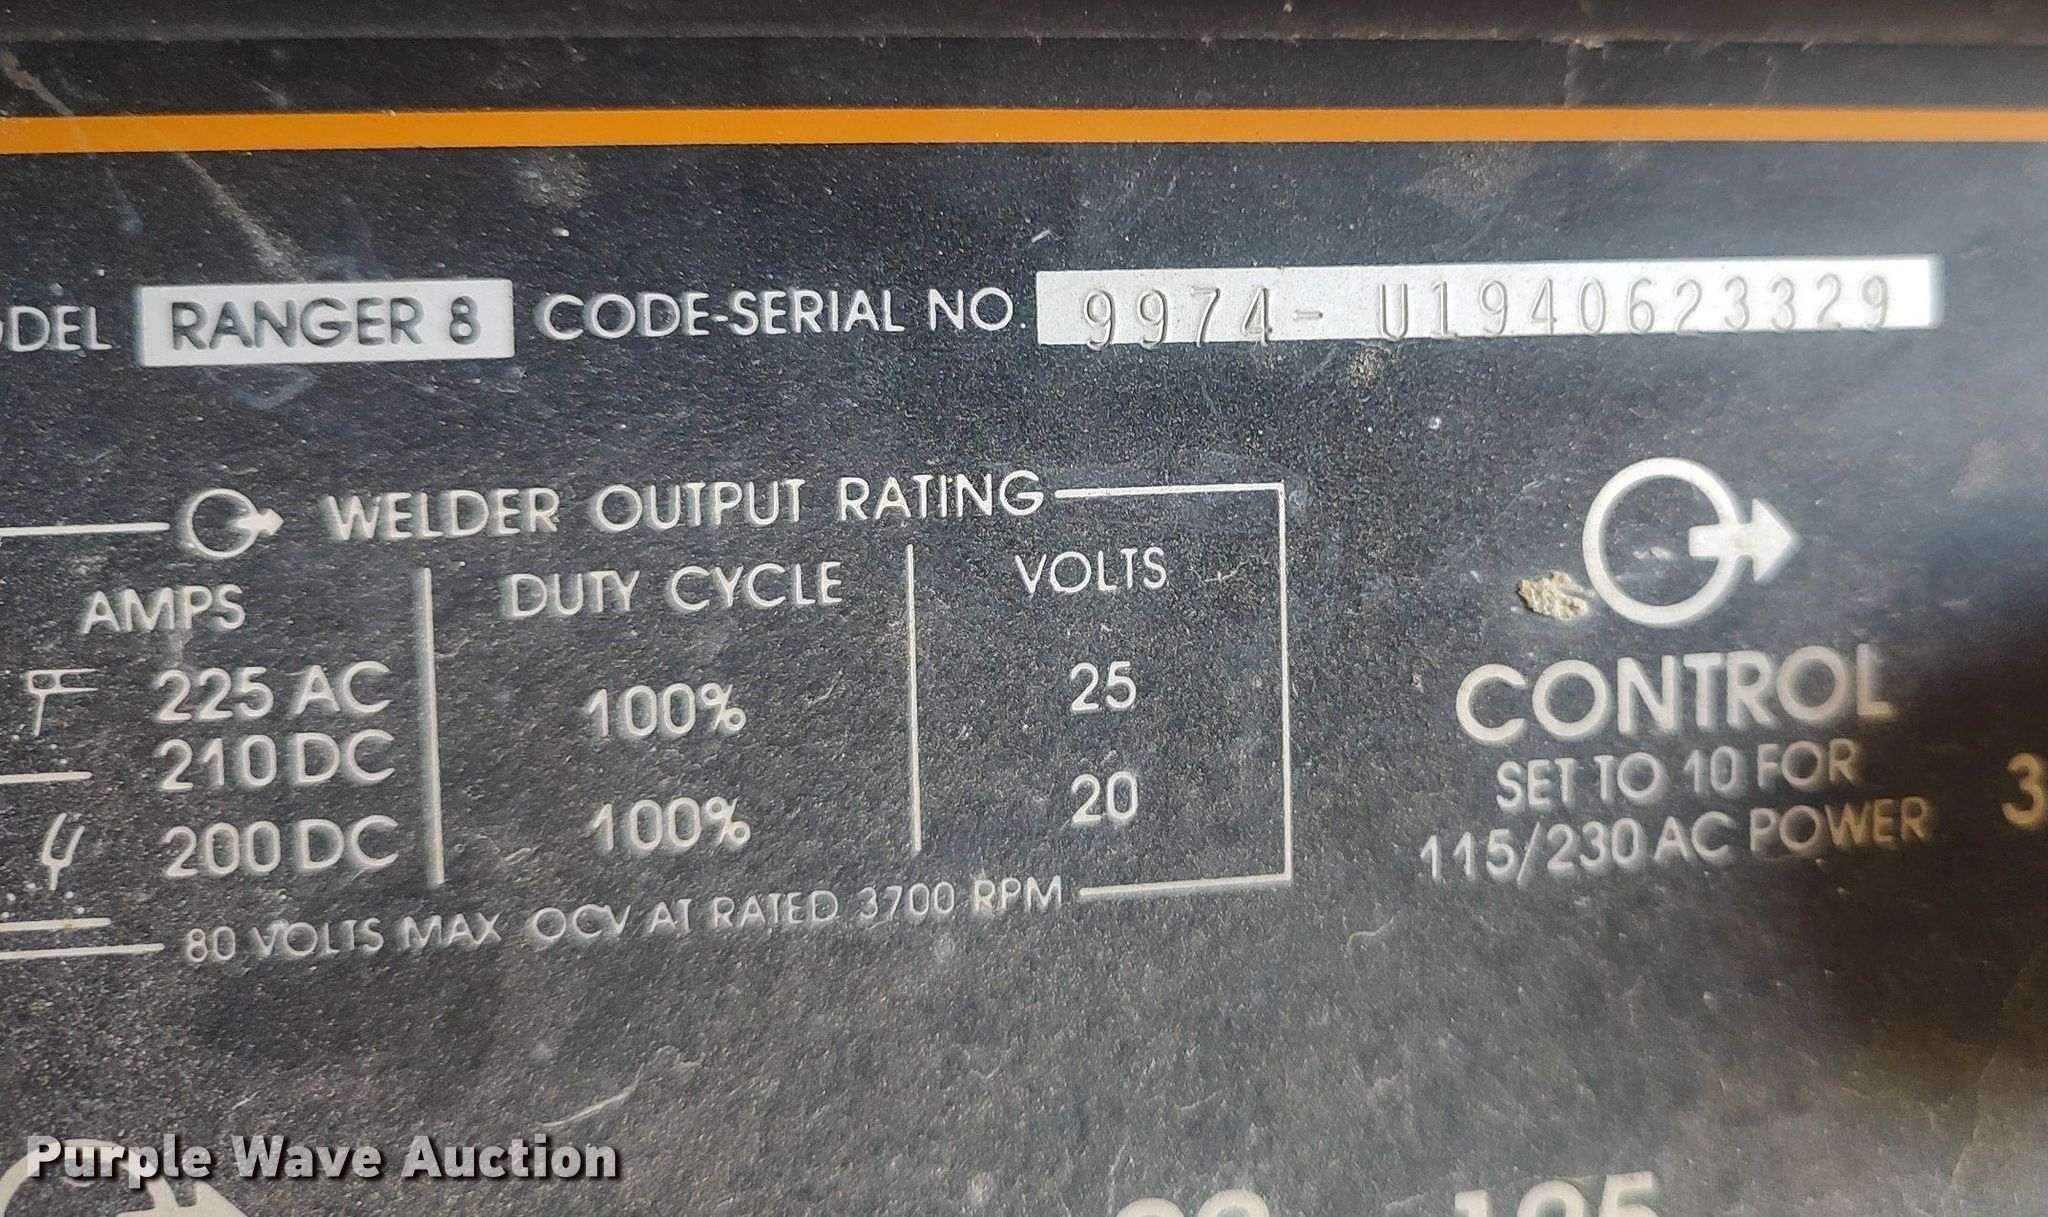 ODEL RANGER 8 CODE-SERIAL NO. 9974- U1940623329
WELDER OUTPUT RATING
AMPS DUTY CYCLE VOLTS
225 AC 100% 25
210 DC
200 DC 100% 20
80 VOLTS MAX OCV AT RATED 3700 RPM
CONTROL
SET TO 10 FOR
115/230 AC POWER
3
Purple Wave Auction